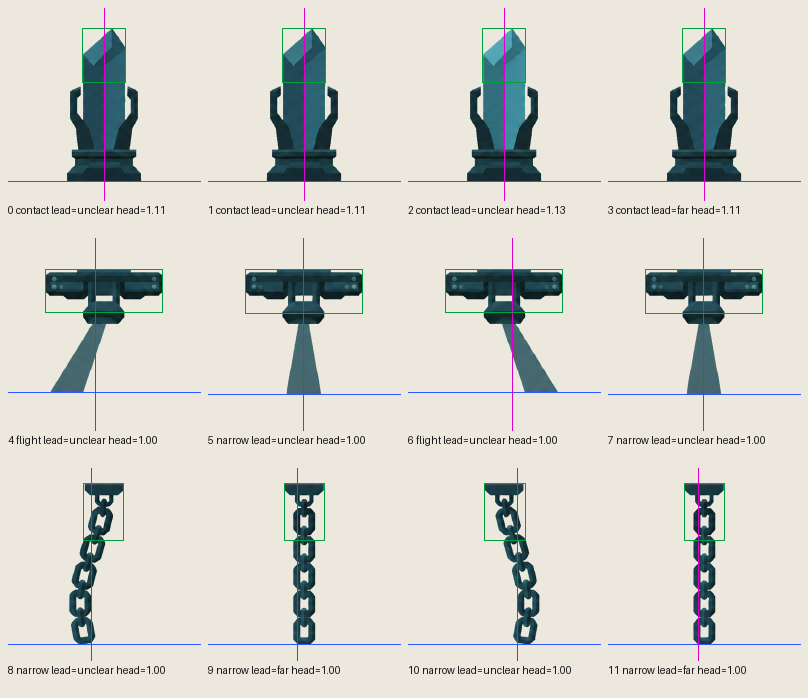 0 contact lead=unclear head=1.11
1 contact lead=unclear head=1.11
2 contact lead=unclear head=1.13
3 contact lead=far head=1.11
4 flight lead=unclear head=1.00
5 narrow lead=unclear head=1.00
6 flight lead=unclear head=1.00
7 narrow lead=unclear head=1.00
8 narrow lead=unclear head=1.00
9 narrow lead=far head=1.00
10 narrow lead=unclear head=1.00
11 narrow lead=far head=1.00